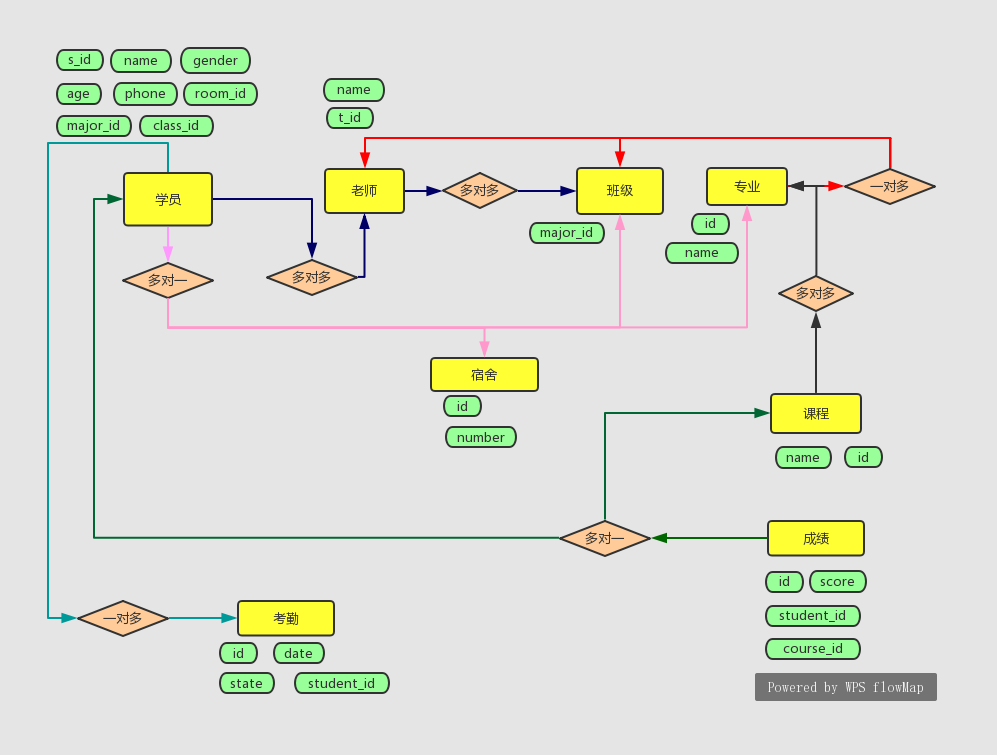 s_id
name
gender
age
phone
room_id
major_id
class_id
name
t_id
学员
老师
多对多
班级
专业
一对多
major_id
id
name
多对一
多对多
多对多
宿舍
id
number
课程
name
id
多对一
成绩
id
score
student_id
course_id
一对多
考勤
id
date
state
student_id
Powered by WPS flowMap